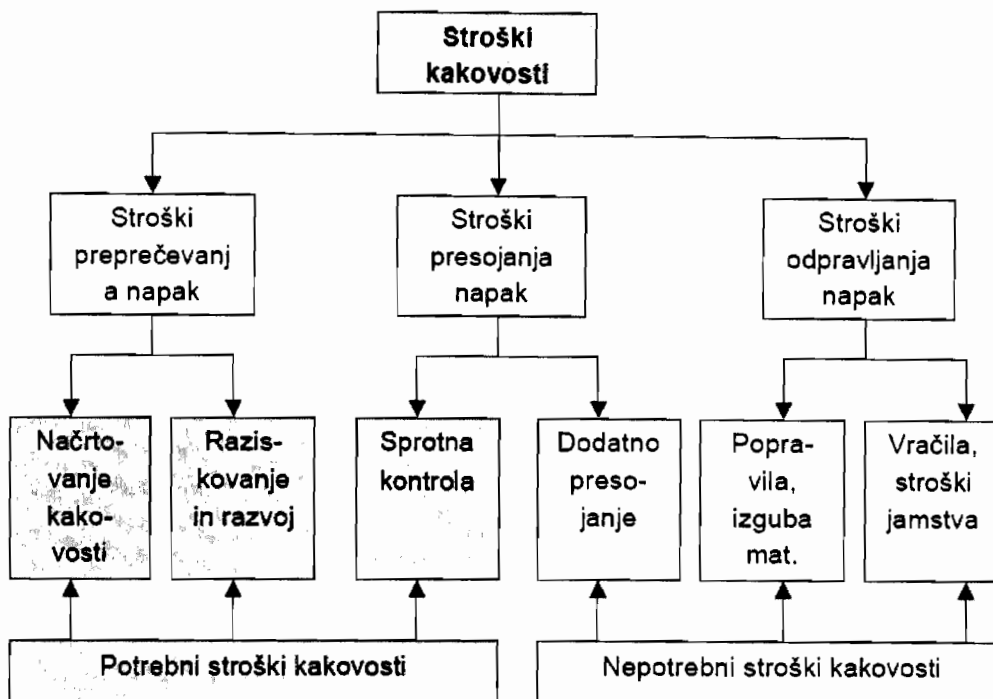 Stroški
kakovosti
Stroški
preprečevanj
a napak
Stroški
presojanja
napak
Stroški
odpravljanja
napak
Načrto-
vanje
kako-
vosti
Razis-
kovanje
in razvoj
Sprotna
kontrola
Dodatno
preso-
janje
Popra-
vila,
izguba
mat.
Vračila,
stroški
jamstva
Potrebni stroški kakovosti
Nepotrebni stroški kakovosti